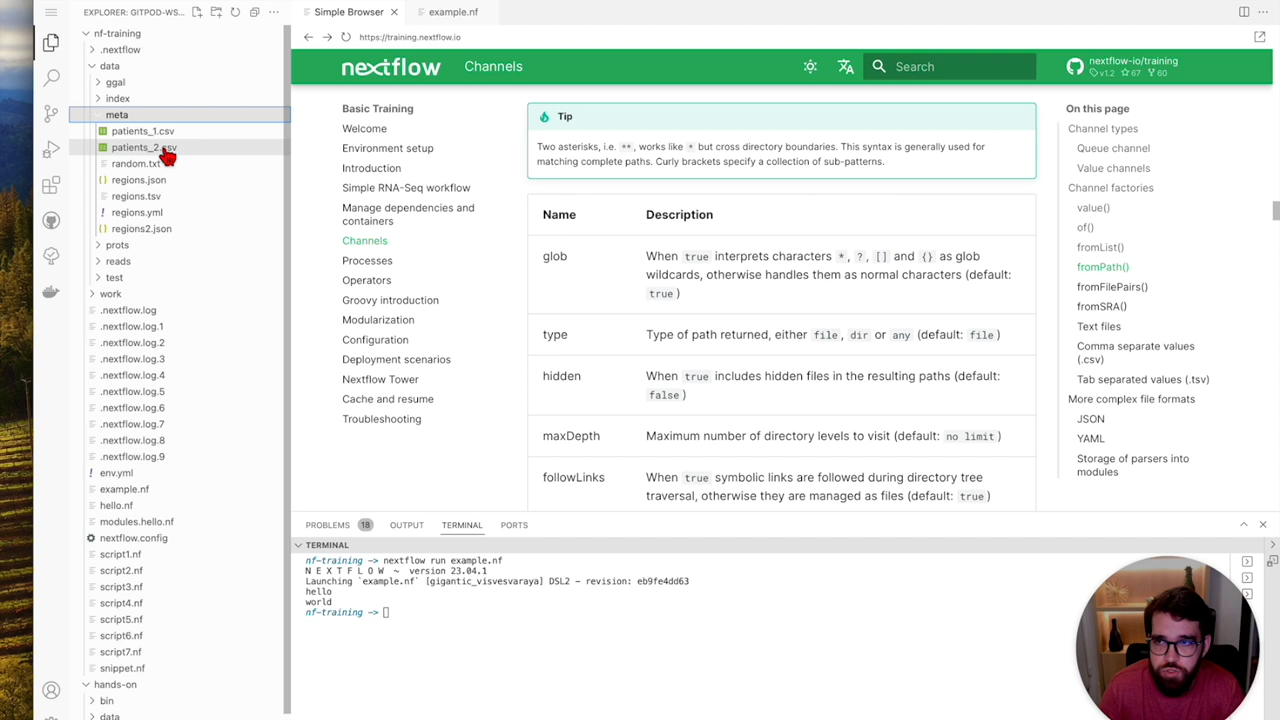 EXPLORER: GITPOD-WS...
nf-training
.nextflow
data
ggal
index
meta
patients_1.csv
patients_2.csv
random.txt
regions.json
regions.tsv
regions.yml
regions2.json
prots
reads
test
work
.nextflow.log
.nextflow.log.1
.nextflow.log.2
.nextflow.log.3
.nextflow.log.4
.nextflow.log.5
.nextflow.log.6
.nextflow.log.7
.nextflow.log.8
.nextflow.log.9
env.yml
example.nf
hello.nf
modules.hello.nf
nextflow.config
script1.nf
script2.nf
script3.nf
script4.nf
script5.nf
script6.nf
script7.nf
snippet.nf
hands-on
bin
data
Simple Browser
example.nf
https://training.nextflow.io
nextflow
Channels
Search
nextflow-io/training
v1.2 67 60
Basic Training
Welcome
Environment setup
Introduction
Simple RNA-Seq workflow
Manage dependencies and
containers
Channels
Processes
Operators
Groovy introduction
Modularization
Configuration
Deployment scenarios
Nextflow Tower
Cache and resume
Troubleshooting
Tip
Two asterisks, i.e. **, works like * but cross directory boundaries. This syntax is generally used for
matching complete paths. Curly brackets specify a collection of sub-patterns.
Name Description
glob When true interprets characters *, ?, [] and {} as glob
wildcards, otherwise handles them as normal characters (default:
true)
type Type of path returned, either file, dir or any (default: file)
hidden When true includes hidden files in the resulting paths (default:
false)
maxDepth Maximum number of directory levels to visit (default: no limit)
followLinks When true symbolic links are followed during directory tree
traversal, otherwise they are managed as files (default: true)
On this page
Channel types
Queue channel
Value channels
Channel factories
value()
of()
fromList()
fromPath()
fromFilePairs()
fromSRA()
Text files
Comma separate values
(.csv)
Tab separated values (.tsv)
More complex file formats
JSON
YAML
Storage of parsers into
modules
PROBLEMS 18 OUTPUT TERMINAL PORTS
TERMINAL
nf-training -> nextflow run example.nf
N E X T F L O W ~ version 23.04.1
Launching `example.nf` [gigantic_visvesvaraya] DSL2 - revision: eb9fe4dd63
hello
world
nf-training ->